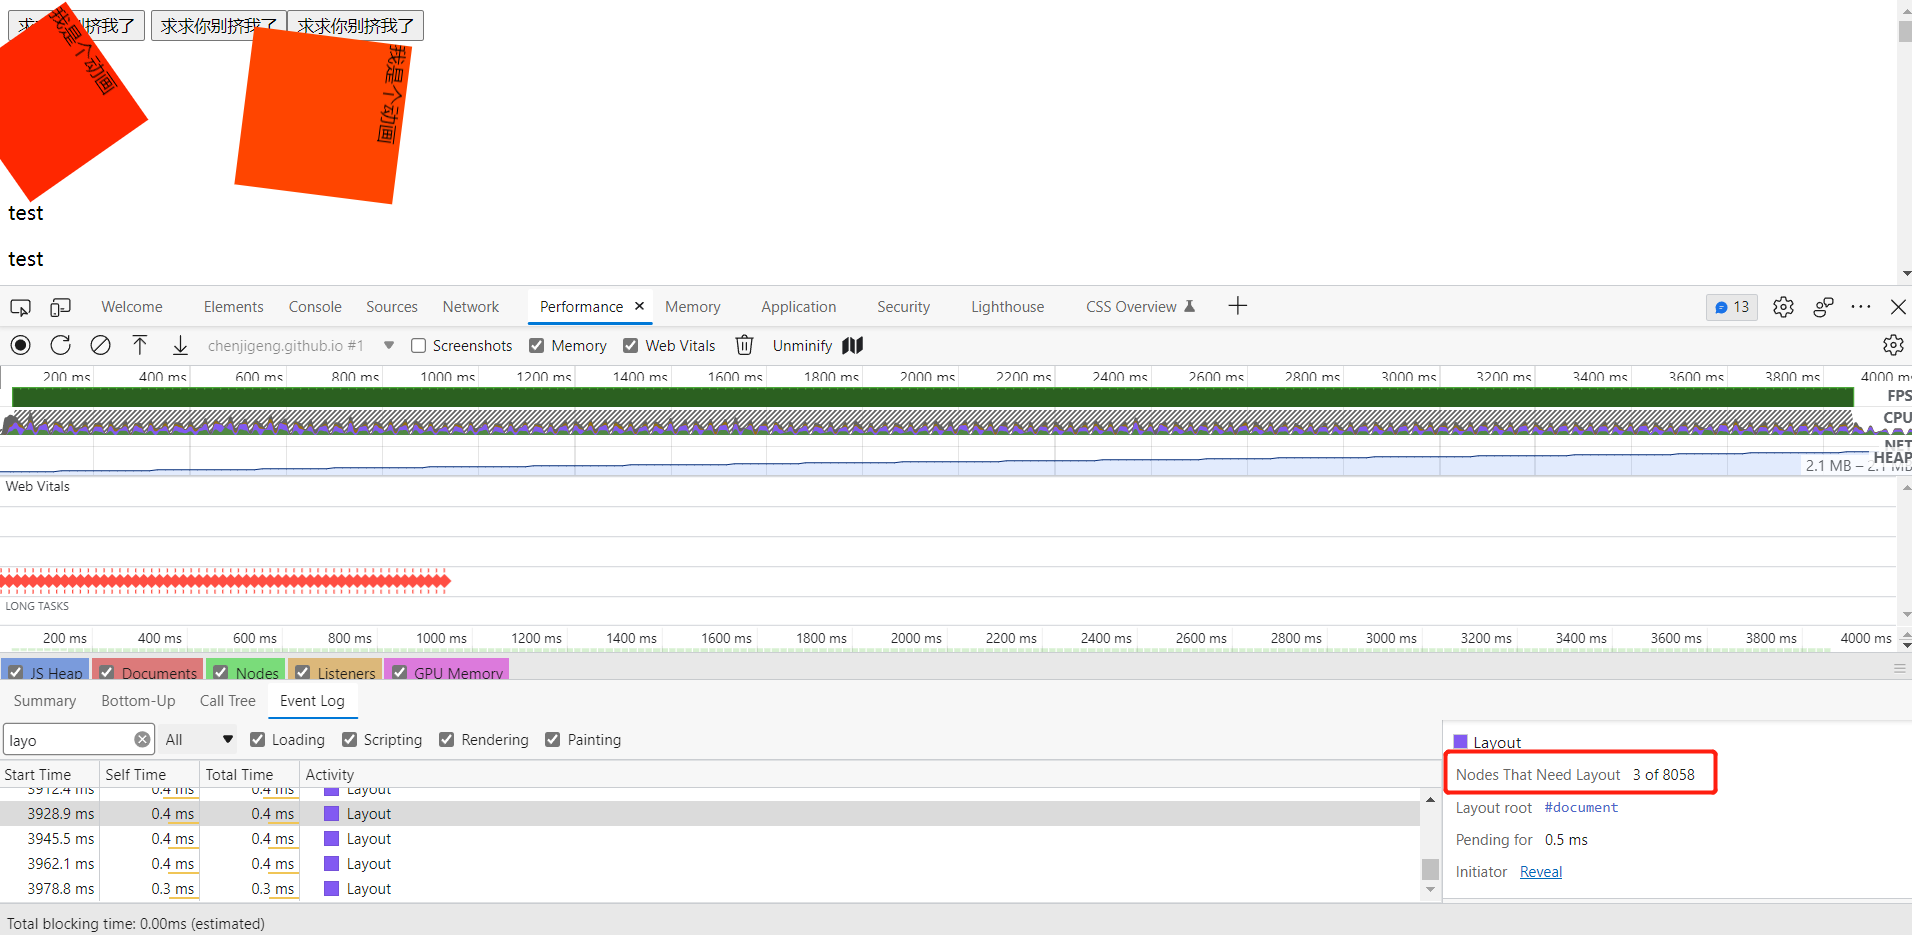 求求你别挤我了 求求你别挤我了 求求你别挤我了
我是个动画
我是个动画
test
test
Welcome Elements Console Sources Network Performance Memory Application Security Lighthouse CSS Overview 13
chenjigeng.github.io #1 Screenshots Memory Web Vitals Unminify
200 ms 400 ms 600 ms 800 ms 1000 ms 1200 ms 1400 ms 1600 ms 1800 ms 2000 ms 2200 ms 2400 ms 2600 ms 2800 ms 3000 ms 3200 ms 3400 ms 3600 ms 3800 ms 4000 ms
FPS
CPU
NET
HEAP
2.1 MB – 2.1 MB
Web Vitals
LONG TASKS
200 ms 400 ms 600 ms 800 ms 1000 ms 1200 ms 1400 ms 1600 ms 1800 ms 2000 ms 2200 ms 2400 ms 2600 ms 2800 ms 3000 ms 3200 ms 3400 ms 3600 ms 3800 ms 4000 ms
JS Heap Documents Nodes Listeners GPU Memory
Summary Bottom-Up Call Tree Event Log
layo All Loading Scripting Rendering Painting
Start Time Self Time Total Time Activity
3912.4 ms 0.4 ms 0.4 ms Layout
3928.9 ms 0.4 ms 0.4 ms Layout
3945.5 ms 0.4 ms 0.4 ms Layout
3962.1 ms 0.4 ms 0.4 ms Layout
3978.8 ms 0.3 ms 0.3 ms Layout
Layout
Nodes That Need Layout 3 of 8058
Layout root #document
Pending for 0.5 ms
Initiator Reveal
Total blocking time: 0.00ms (estimated)